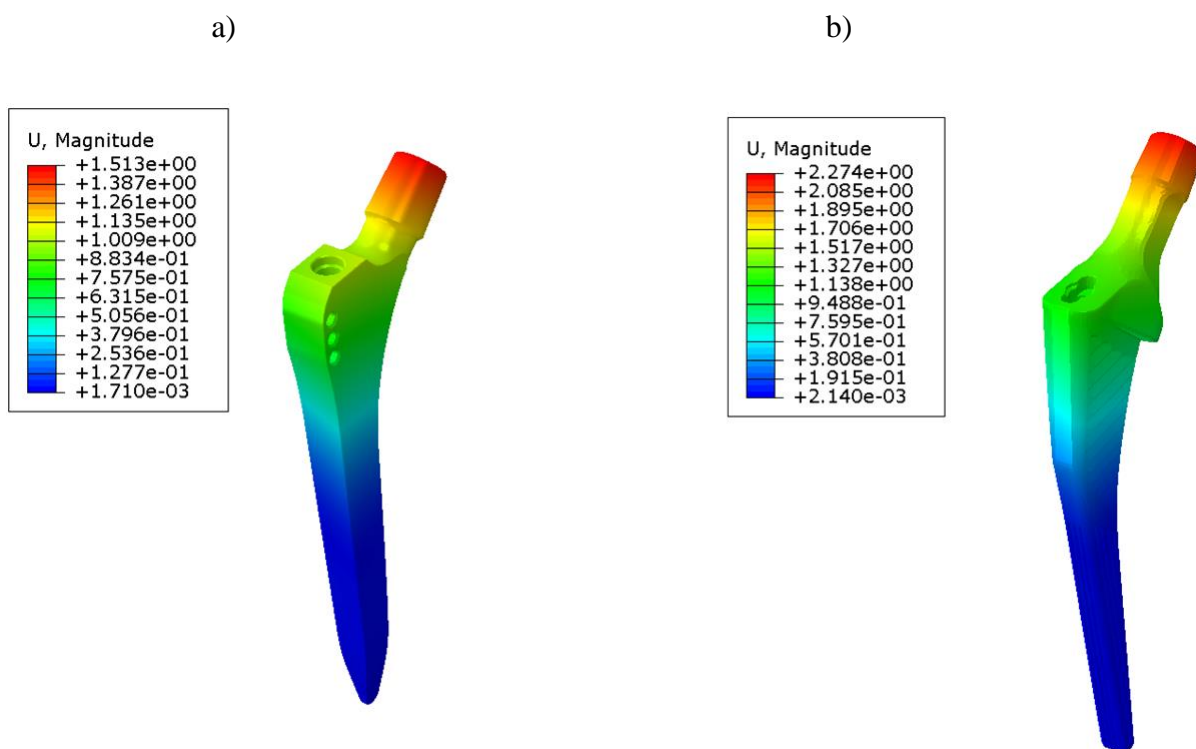 a)
b)
U, Magnitude
+1.513e+00
+1.387e+00
+1.261e+00
+1.135e+00
+1.009e+00
+8.834e-01
+7.575e-01
+6.315e-01
+5.056e-01
+3.796e-01
+2.536e-01
+1.277e-01
+1.710e-03
U, Magnitude
+2.274e+00
+2.085e+00
+1.895e+00
+1.706e+00
+1.517e+00
+1.327e+00
+1.138e+00
+9.488e-01
+7.595e-01
+5.701e-01
+3.808e-01
+1.915e-01
+2.140e-03